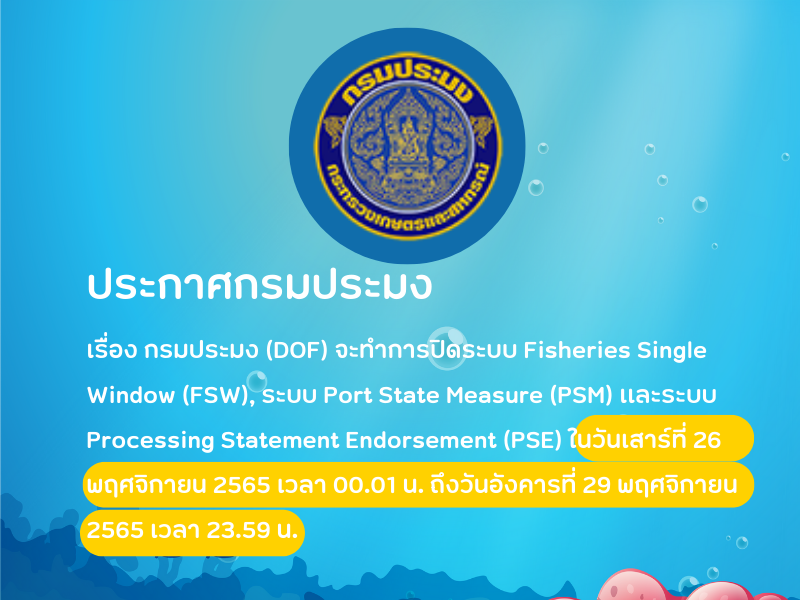 กรมประมง
กระทรวงเกษตรและสหกรณ์
ประกาศกรมประมง
เรื่อง กรมประมง (DOF) จะทำการปิดระบบ Fisheries Single
Window (FSW), ระบบ Port State Measure (PSM) และระบบ
Processing Statement Endorsement (PSE) ในวันเสาร์ที่ 26
พฤศจิกายน 2565 เวลา 00.01 น. ถึงวันอังคารที่ 29 พฤศจิกายน
2565 เวลา 23.59 น.